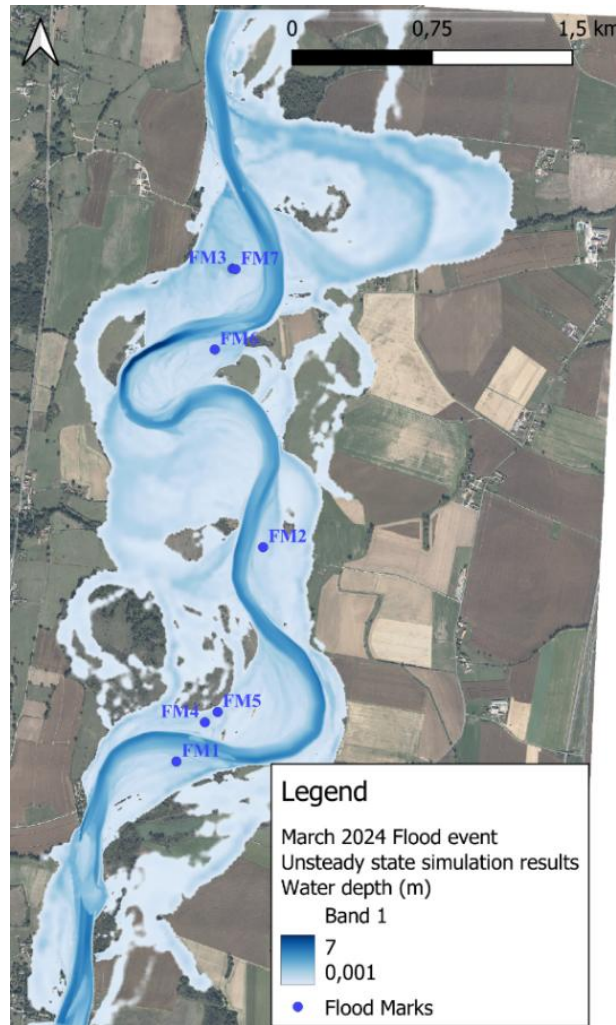 0 0,75 1,5 km
FM3 FM7
FM6
FM2
FM5
FM4
FM1
Legend
March 2024 Flood event
Unsteady state simulation results
Water depth (m)
Band 1
7
0,001
Flood Marks